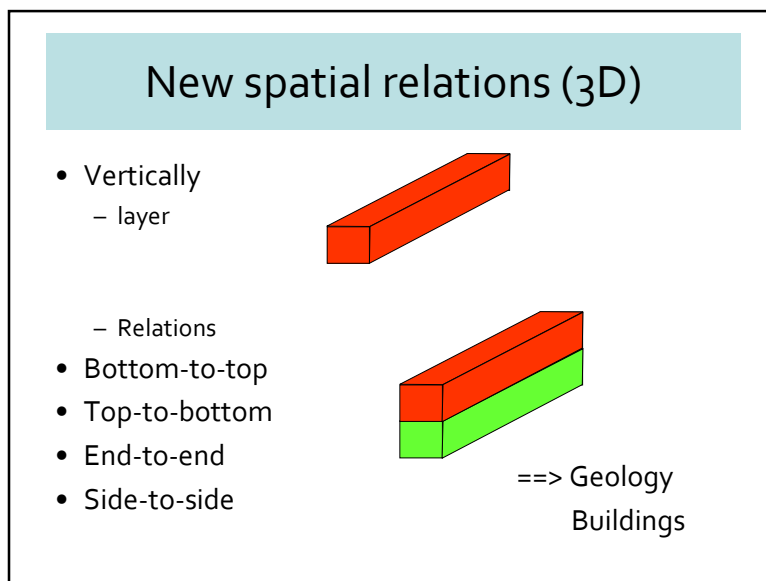 New spatial relations (3D)
• Vertically
– layer
– Relations
• Bottom-to-top
• Top-to-bottom
• End-to-end
• Side-to-side
==> Geology
Buildings